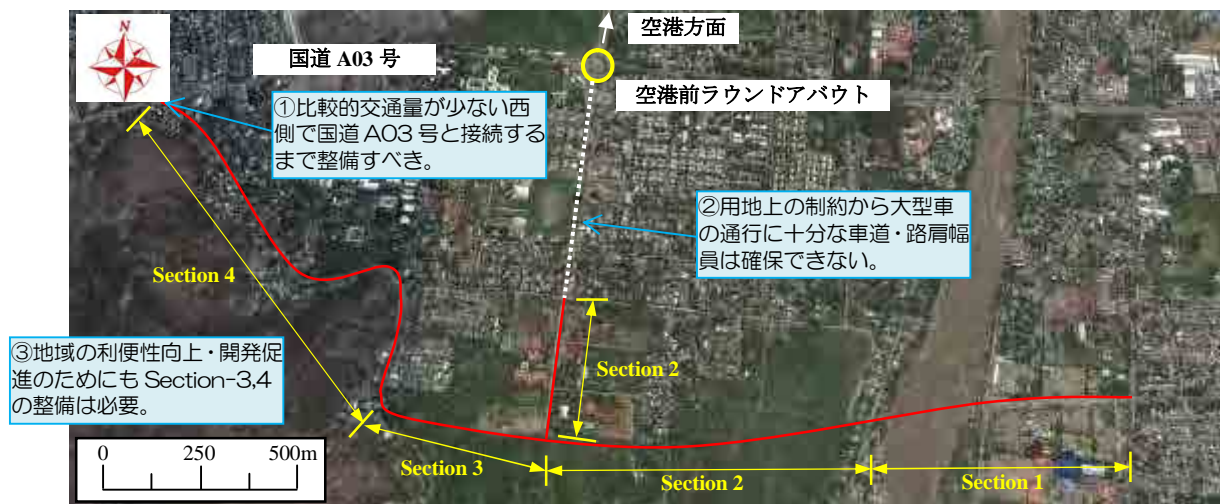 N
国道 A03 号
空港方面
空港前ラウンドアバウト
①比較的交通量が少ない西
側で国道 A03 号と接続する
まで整備すべき。
②用地上の制約から大型車
の通行に十分な車道・路肩幅
員は確保できない。
Section 4
Section 2
③地域の利便性向上・開発促
進のためにも Section-3,4
の整備は必要。
0 250 500m
Section 3
Section 2
Section 1